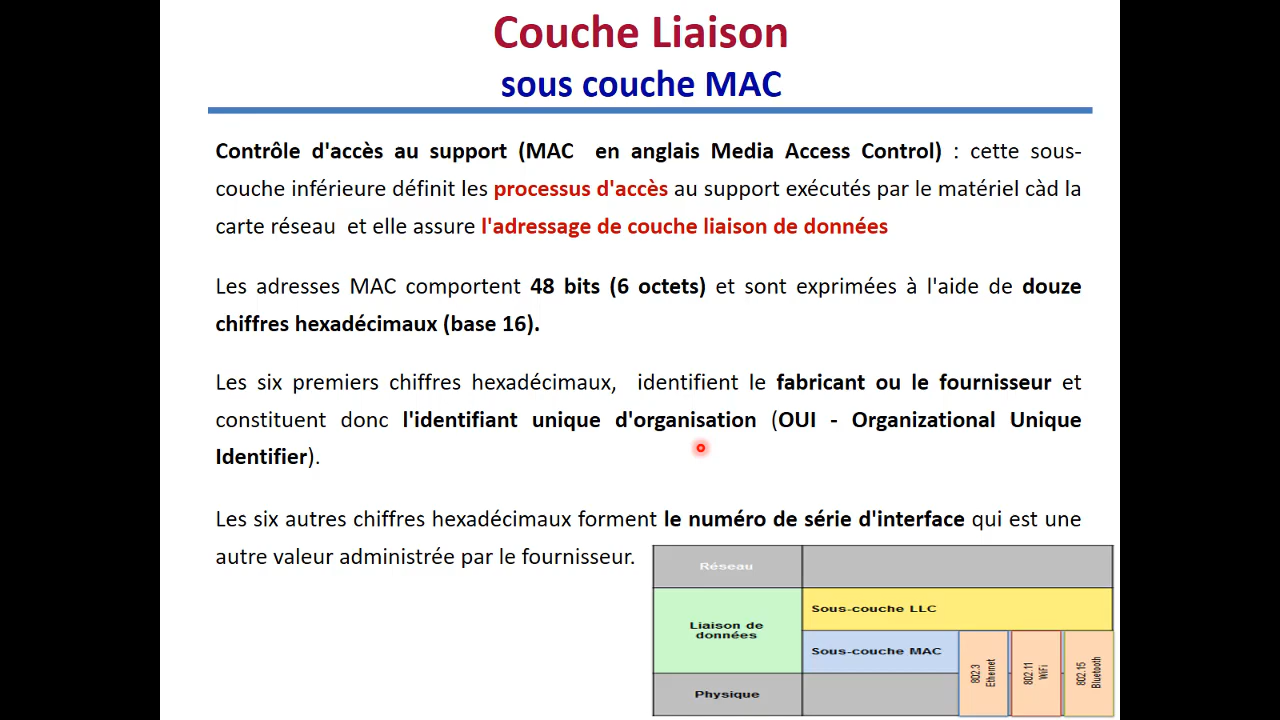 Couche Liaison
sous couche MAC
Contrôle d'accès au support (MAC en anglais Media Access Control) : cette sous-
couche inférieure définit les processus d'accès au support exécutés par le matériel càd la
carte réseau et elle assure l'adressage de couche liaison de données
Les adresses MAC comportent 48 bits (6 octets) et sont exprimées à l'aide de douze
chiffres hexadécimaux (base 16).
Les six premiers chiffres hexadécimaux, identifient le fabricant ou le fournisseur et
constituent donc l'identifiant unique d'organisation (OUI - Organizational Unique
Identifier).
Les six autres chiffres hexadécimaux forment le numéro de série d'interface qui est une
autre valeur administrée par le fournisseur.
Réseau
Liaison de
données
Physique
Sous-couche LLC
Sous-couche MAC
802.3
Ethernet
802.11
WiFi
802.15
Bluetooth